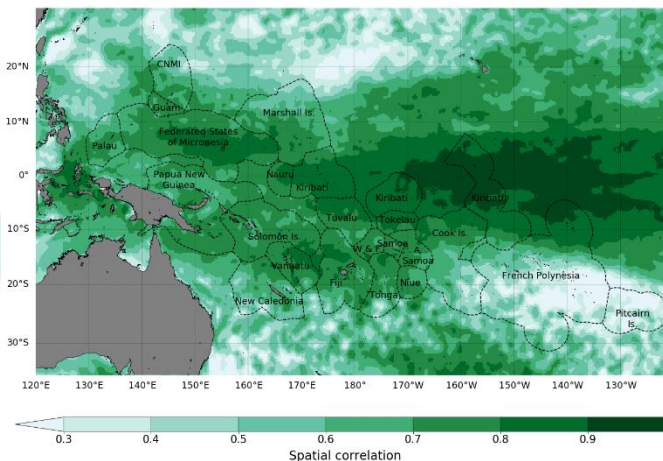 20°N
10°N
0°
10°S
20°S
30°S
CNMI
Guam
Marshall Is.
Federated States
of Micronesia
Palau
Papua New
Guinea
Nauru
Kiribati
Kiribati
Kiribati
Tuvalu
Tokelau
Solomon Is.
Cook Is.
W & F
Samoa
A.
Samoa
Vanuatu
Fiji
Niue
French Polynesia
New Caledonia
Tonga
Pitcairn
Is.
120°E 130°E 140°E 150°E 160°E 170°E 180° 170°W 160°W 150°W 140°W 130°W
0.3 0.4 0.5 0.6 0.7 0.8 0.9
Spatial correlation